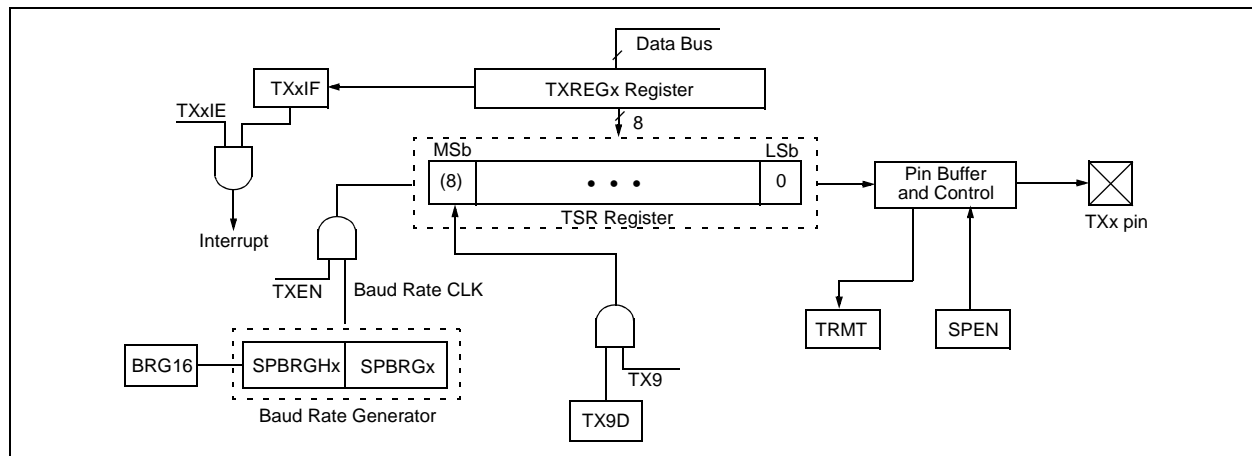 Data Bus
TXxIF
TXREGx Register
TXxIE
8
MSb
LSb
(8)
• • •
0
Pin Buffer
and Control
TSR Register
TXx pin
Interrupt
TXEN
Baud Rate CLK
TRMT
SPEN
BRG16
SPBRGHx
SPBRGx
TX9
Baud Rate Generator
TX9D